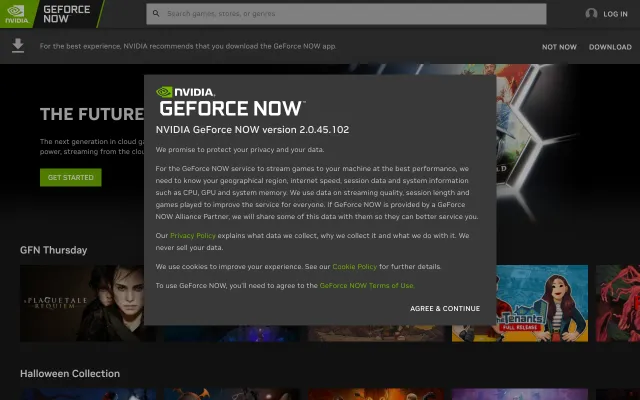 NVIDIA.
GEFORCE
NOW
Search games, stores, or genres
LOG IN
For the best experience, NVIDIA recommends that you download the GeForce NOW app
NOT NOW
DOWNLOAD
THE FUTURE
The next generation in cloud
power, streaming from the
GET STARTED
NVIDIA.
GEFORCE NOW
NVIDIA GeForce NOW version 2.0.45.102
We promise to protect your privacy and your data.
For the GeForce NOW service to stream games to your machine at the best performance, we
need to know your geographical region, internet speed, session data and system information
such as CPU, GPU and system memory. We use data on streaming quality, session length and
games played to improve the service for everyone. If GeForce NOW is provided by a GeForce
NOW Alliance Partner, we will share some of this data with them so they can better service you.
Our Privacy Policy explains what data we collect, why we collect it and what we do with it. We
never sell your data.
We use cookies to improve your experience. See our Cookie Policy for further details.
To use GeForce NOW, you'll need to agree to the GeForce NOW Terms of Use.
AGREE & CONTINUE
GFN Thursday
A PLAGUE TALE
REQUIEM
the Tenants
FULL RELEASE
Halloween Collection